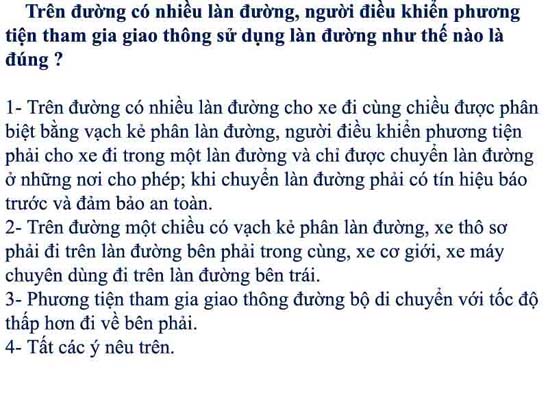 Trên đường có nhiều làn đường, người điều khiển phương
tiện tham gia giao thông sử dụng làn đường như thế nào là
đúng ?
1- Trên đường có nhiều làn đường cho xe đi cùng chiều được phân
biệt bằng vạch kẻ phân làn đường, người điều khiển phương tiện
phải cho xe đi trong một làn đường và chỉ được chuyển làn đường
ở những nơi cho phép; khi chuyển làn đường phải có tín hiệu báo
trước và đảm bảo an toàn.
2- Trên đường một chiều có vạch kẻ phân làn đường, xe thô sơ
phải đi trên làn đường bên phải trong cùng, xe cơ giới, xe máy
chuyên dùng đi trên làn đường bên trái.
3- Phương tiện tham gia giao thông đường bộ di chuyển với tốc độ
thấp hơn đi về bên phải.
4- Tất các ý nêu trên.